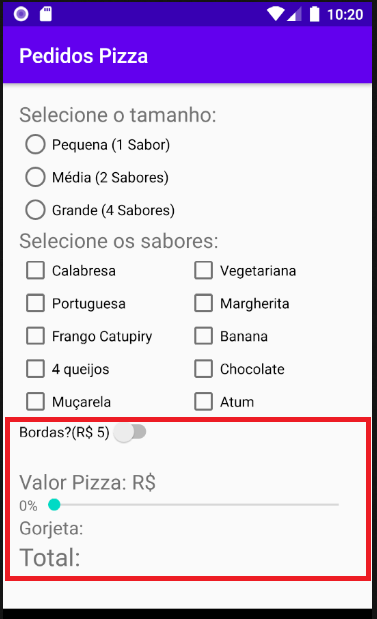 10:20
Pedidos Pizza
Selecione o tamanho:
Pequena (1 Sabor)
Média (2 Sabores)
Grande (4 Sabores)
Selecione os sabores:
Calabresa Vegetariana
Portuguesa Margherita
Frango Catupiry Banana
4 queijos Chocolate
Muçarela Atum
Bordas?(R$ 5)
Valor Pizza: R$
0%
Gorjeta:
Total: